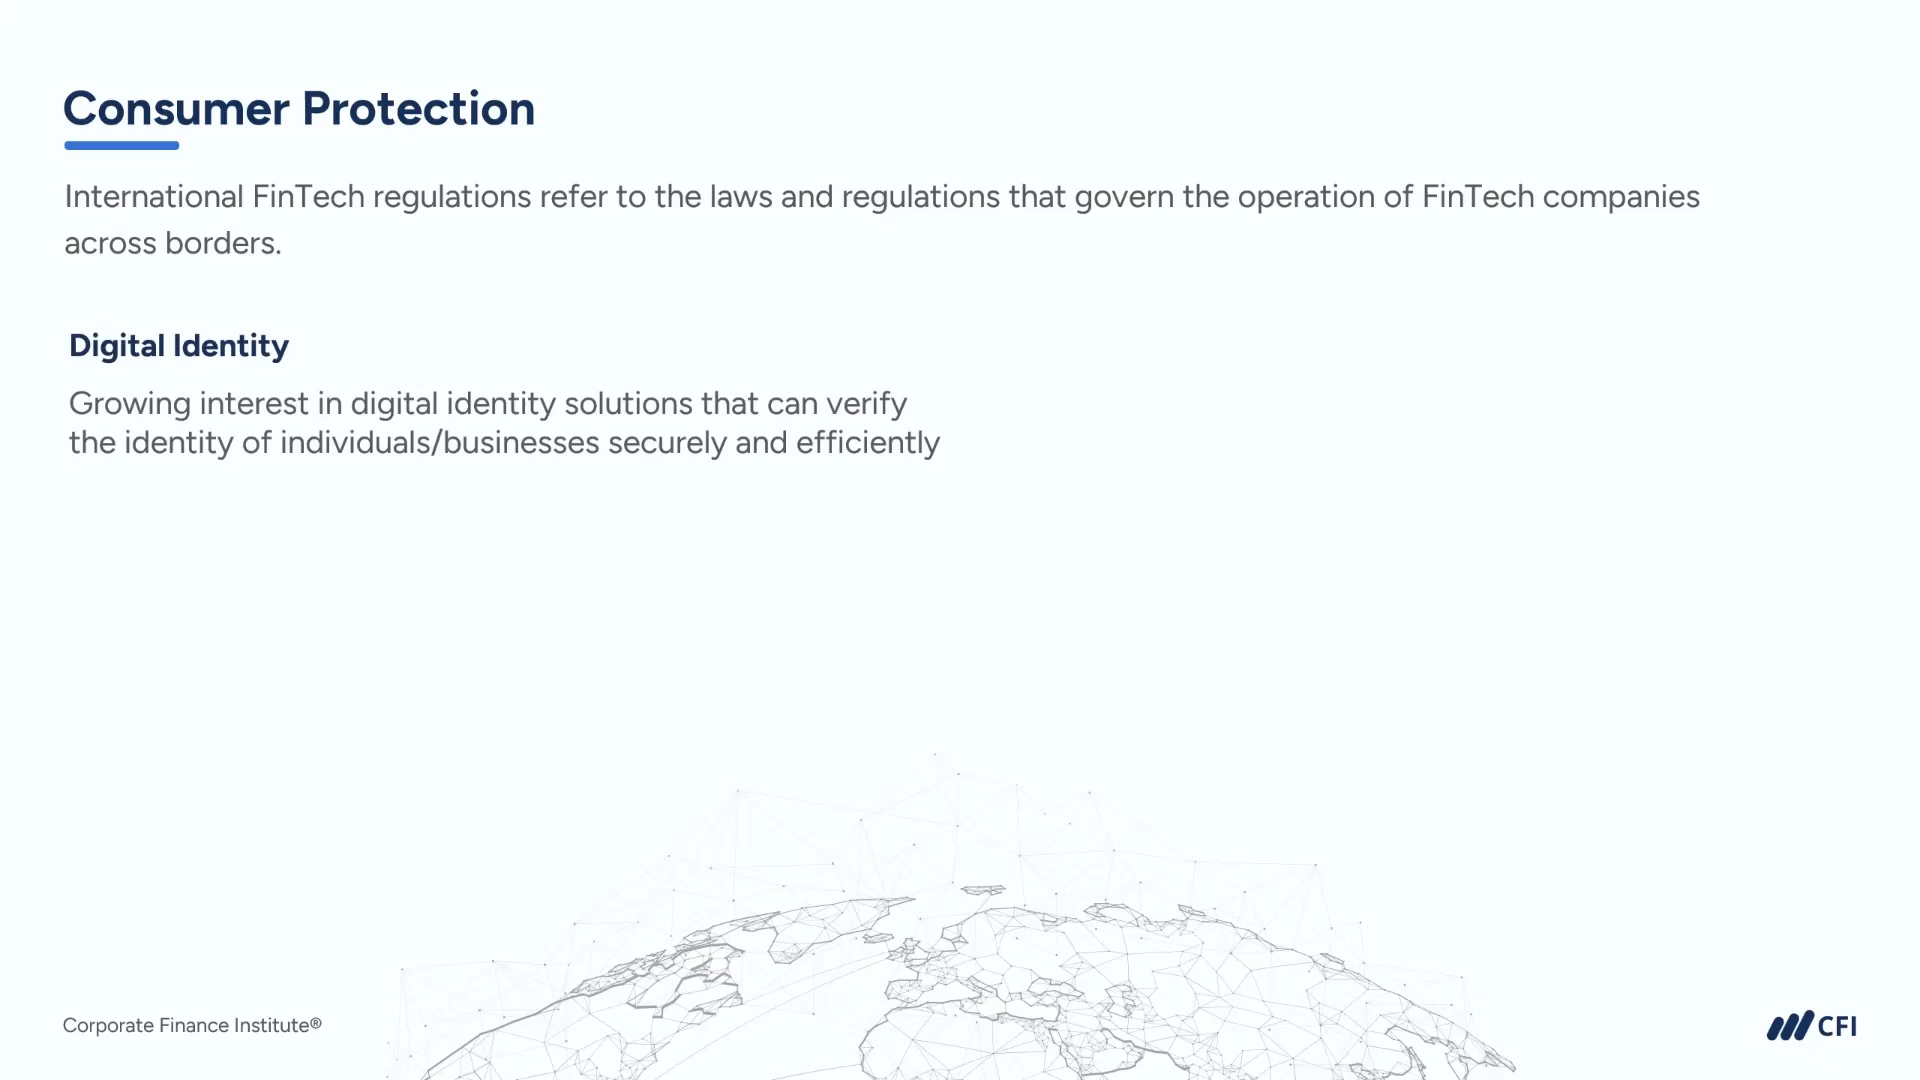 Consumer Protection
International FinTech regulations refer to the laws and regulations that govern the operation of FinTech companies
across borders.
Digital Identity
Growing interest in digital identity solutions that can verify
the identity of individuals/businesses securely and efficiently
Corporate Finance Institute®
CFI